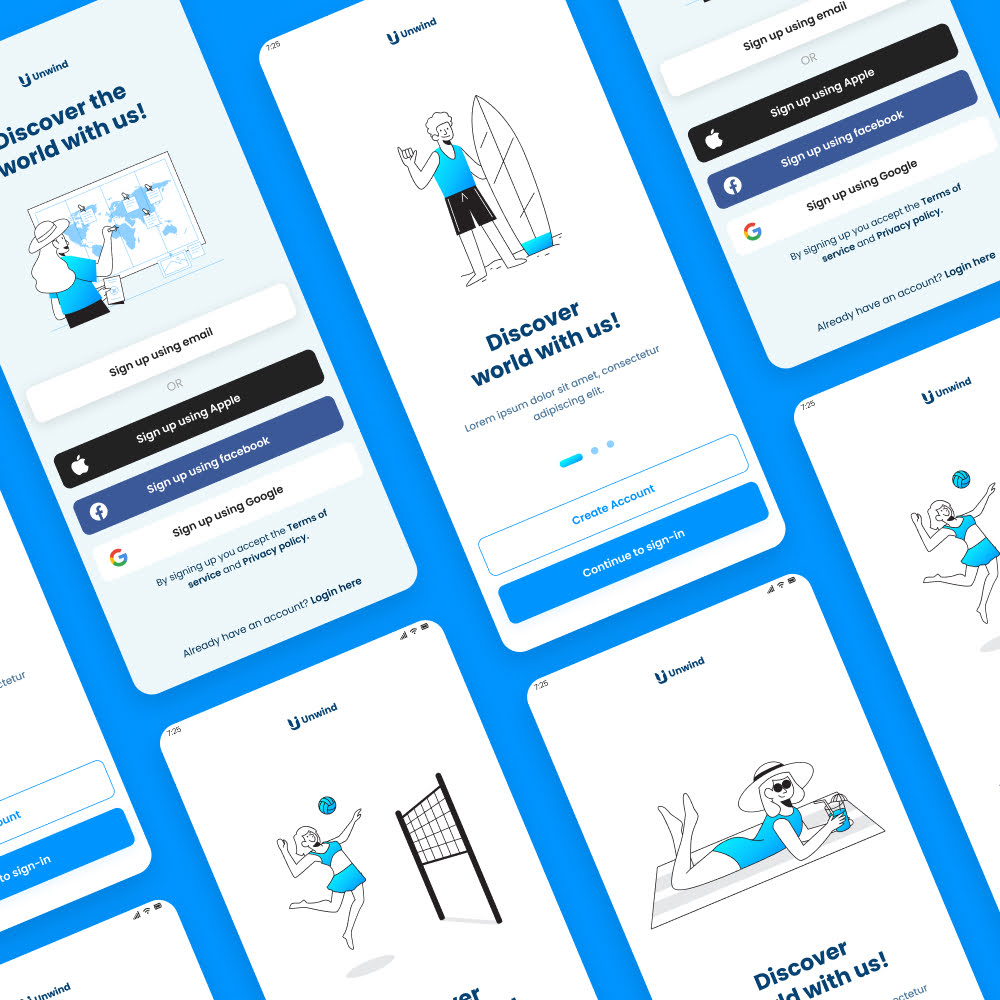 Unwind
Discover the
world with us!
Sign up using email
OR
Sign up using Apple
Sign up using facebook
Sign up using Google
By signing up you accept the Terms of
service and Privacy policy.
Already have an account? Login here
7:25
Unwind
Discover
world with us!
Lorem ipsum dolor sit amet, consectetur
adipiscing elit.
Create Account
Continue to sign-in
Sign up using email
OR
Sign up using Apple
Sign up using facebook
Sign up using Google
By signing up you accept the Terms of
service and Privacy policy.
Already have an account? Login here
7:25
Unwind
to sign-in
Unwind
7:25
Unwind
7:25
Unwind
Discover
world with us!